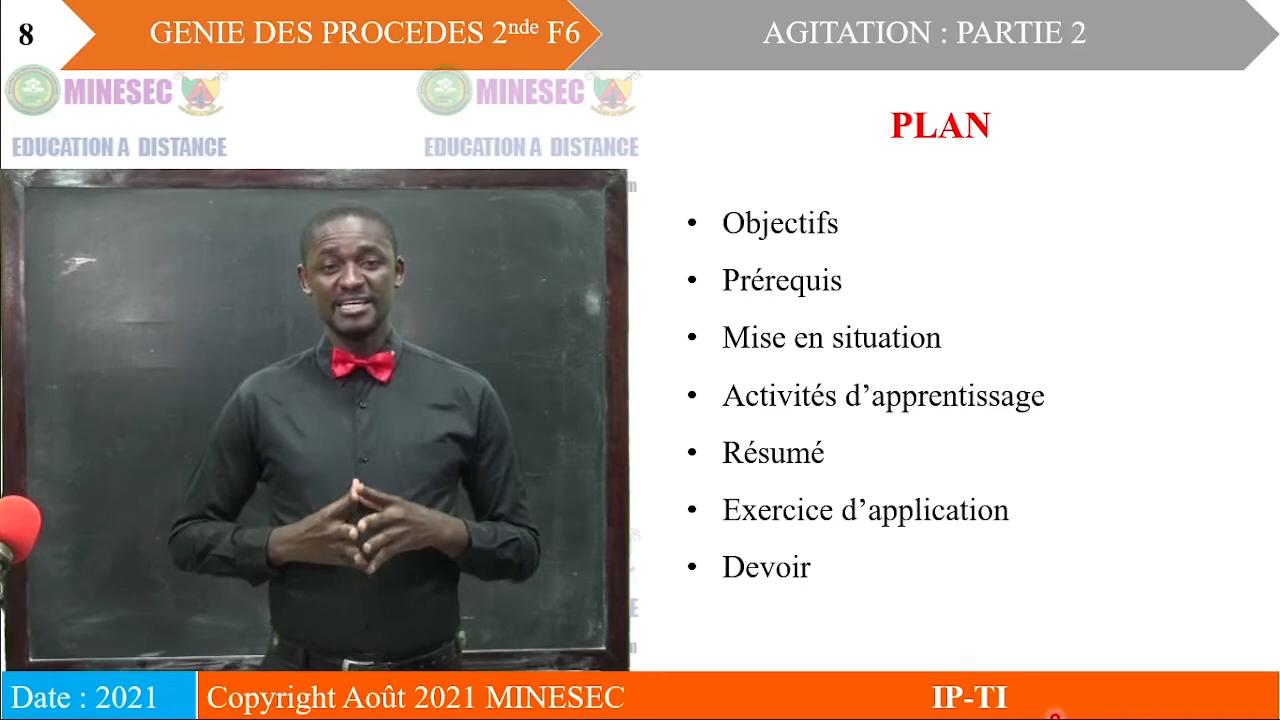 8
GENIE DES PROCEDES 2nde F6
AGITATION : PARTIE 2
MINESEC
MINESEC
EDUCATION A DISTANCE
EDUCATION A DISTANCE
PLAN
• Objectifs
• Prérequis
• Mise en situation
• Activités d’apprentissage
• Résumé
• Exercice d’application
• Devoir
Date : 2021
Copyright Août 2021 MINESEC
IP-TI